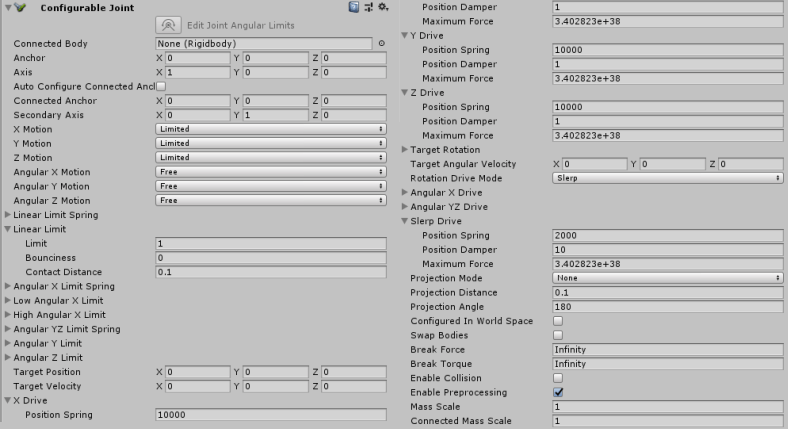 Configurable Joint
Edit Joint Angular Limits
Connected Body None (Rigidbody)
Anchor X 0 Y 0 Z 0
Axis X 1 Y 0 Z 0
Auto Configure Connected Ancl
Connected Anchor X 0 Y 0 Z 0
Secondary Axis X 0 Y 1 Z 0
X Motion Limited
Y Motion Limited
Z Motion Limited
Angular X Motion Free
Angular Y Motion Free
Angular Z Motion Free
Linear Limit Spring
Linear Limit
Limit 1
Bounciness 0
Contact Distance 0.1
Angular X Limit Spring
Low Angular X Limit
High Angular X Limit
Angular YZ Limit Spring
Angular Y Limit
Angular Z Limit
Target Position X 0 Y 0 Z 0
Target Velocity X 0 Y 0 Z 0
X Drive
Position Spring 10000
Position Damper 1
Maximum Force 3.402823e+38
Y Drive
Position Spring 10000
Position Damper 1
Maximum Force 3.402823e+38
Z Drive
Position Spring 10000
Position Damper 1
Maximum Force 3.402823e+38
Target Rotation
Target Angular Velocity X 0 Y 0 Z 0
Rotation Drive Mode Slerp
Angular X Drive
Angular YZ Drive
Slerp Drive
Position Spring 2000
Position Damper 10
Maximum Force 3.402823e+38
Projection Mode None
Projection Distance 0.1
Projection Angle 180
Configured In World Space
Swap Bodies
Break Force Infinity
Break Torque Infinity
Enable Collision
Enable Preprocessing
Mass Scale 1
Connected Mass Scale 1